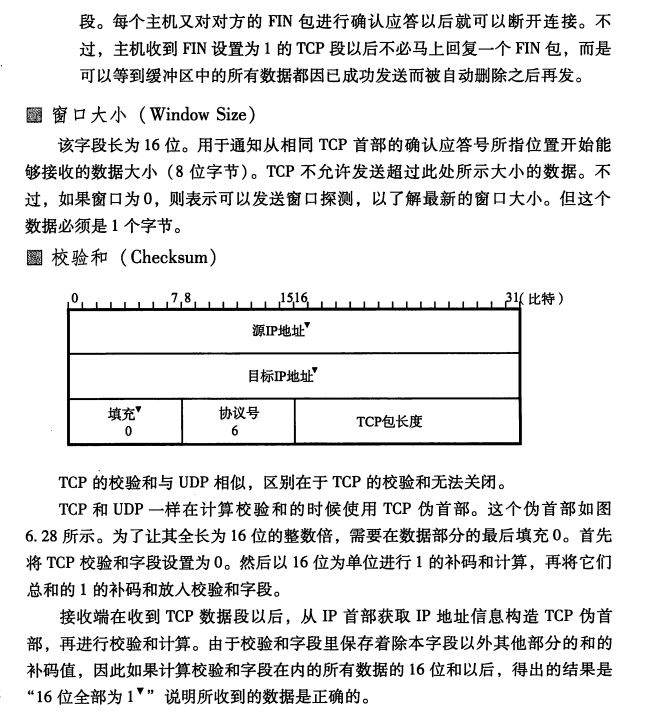 段。每个主机又对对方的 FIN 包进行确认应答以后就可以断开连接。不
过，主机收到 FIN 设置为 1 的 TCP 段以后不必马上回复一个 FIN 包，而是
可以等到缓冲区中的所有数据都因已成功发送而被自动删除之后再发。
窗口大小（Window Size）
该字段长为 16 位。用于通知从相同 TCP 首部的确认应答号所指位置开始能
够接收的数据大小（8 位字节）。TCP 不允许发送超过此处所示大小的数据。不
过，如果窗口为 0，则表示可以发送窗口探测，以了解最新的窗口大小。但这个
数据必须是 1 个字节。
校验和（Checksum）
0 7 8 1516 31（比特）
源IP地址▼
目标IP地址▼
填充▼ 协议号 TCP包长度
0 6
TCP 的校验和与 UDP 相似，区别在于 TCP 的校验和无法关闭。
TCP 和 UDP 一样在计算校验和的时候使用 TCP 伪首部。这个伪首部如图
6.28 所示。为了让其全长为 16 位的整数倍，需要在数据部分的最后填充 0。首先
将 TCP 校验和字段设置为 0。然后以 16 位为单位进行 1 的补码和计算，再将它们
总和的 1 的补码和放入校验和字段。
接收端在收到 TCP 数据段以后，从 IP 首部获取 IP 地址信息构造 TCP 伪首
部，再进行校验和计算。由于校验和字段里保存着除本字段以外其他部分的和的
补码值，因此如果计算校验和字段在内的所有数据的 16 位和以后，得出的结果是
“16 位全部为 1▼” 说明所收到的数据是正确的。